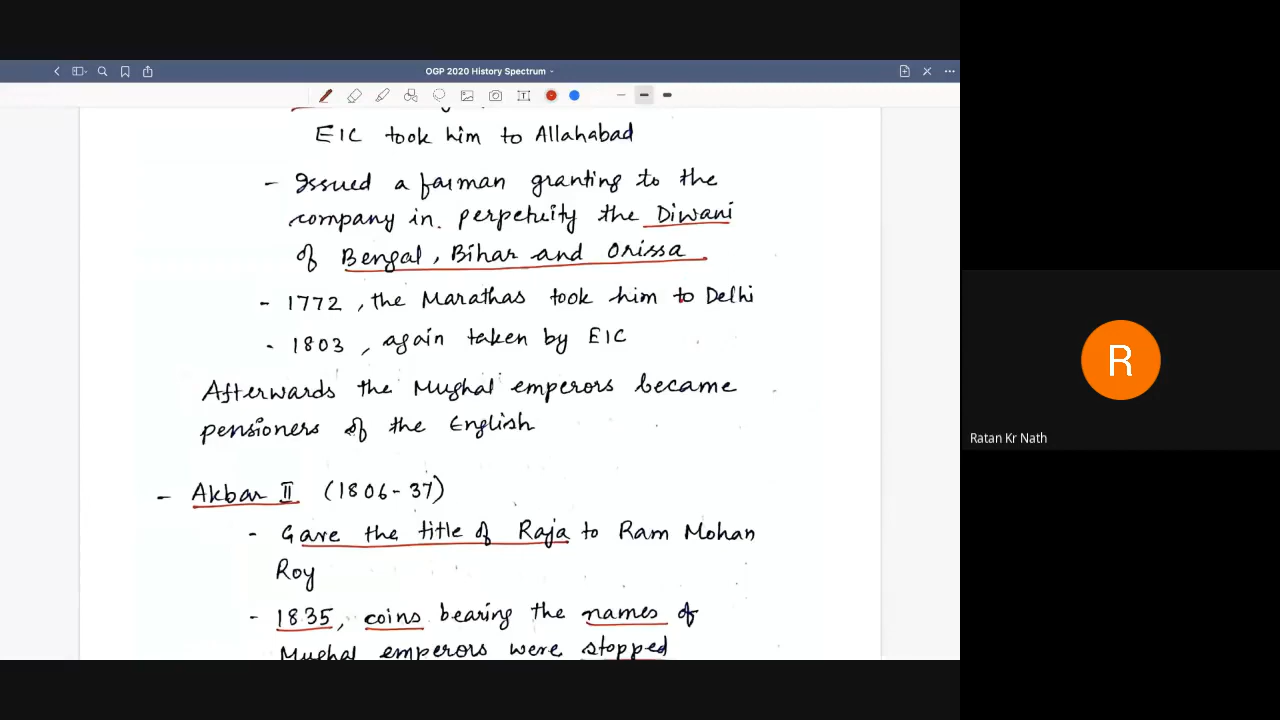 OGP 2020 History Spectrum
EIC took him to Allahabad
- Issued a farman granting to the
company in. perpetuity the Diwani
of Bengal, Bihar and Orissa
- 1772, the Marathas took him to Delhi
- 1803, again taken by EIC
Afterwards the Mughal emperors became
pensioners of the English
- Akbar II (1806-37)
- Gave the title of Raja to Ram Mohan
Roy
- 1835, coins bearing the names of
Mughal emperors were stopped
R
Ratan Kr Nath